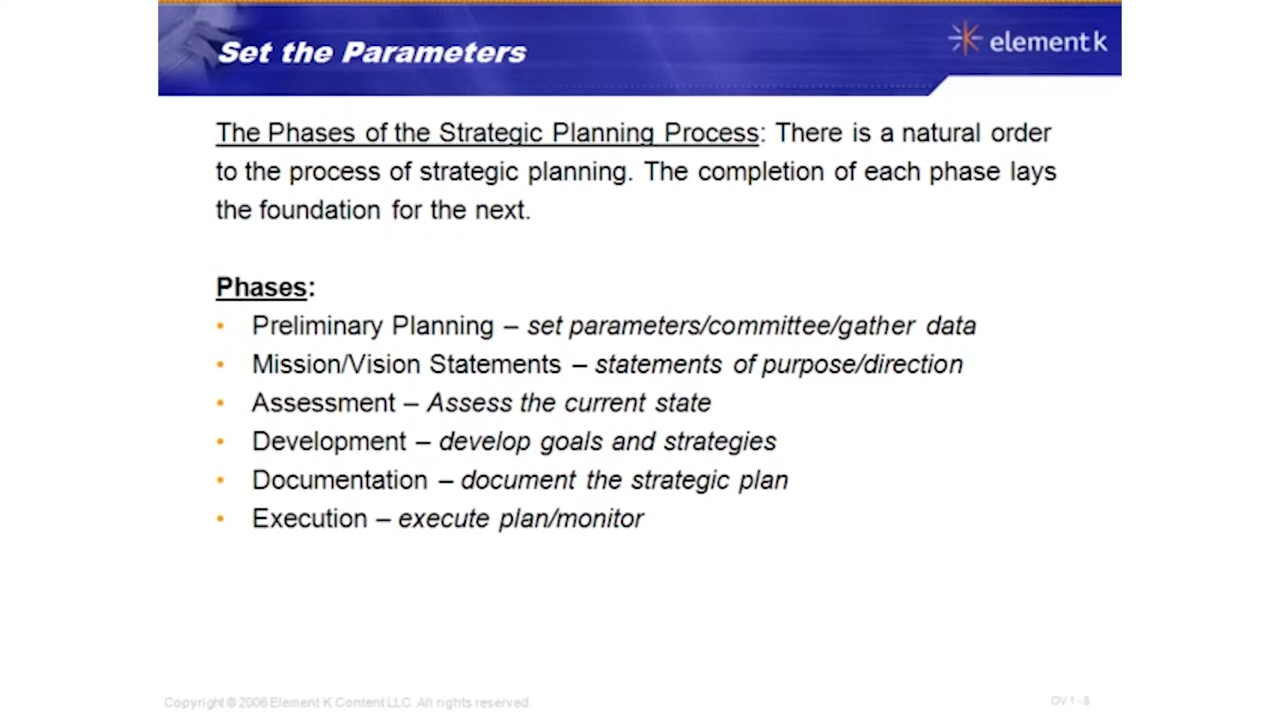 Set the Parameters
element k
The Phases of the Strategic Planning Process: There is a natural order
to the process of strategic planning. The completion of each phase lays
the foundation for the next.
Phases:
• Preliminary Planning – set parameters/committee/gather data
• Mission/Vision Statements – statements of purpose/direction
• Assessment – Assess the current state
• Development – develop goals and strategies
• Documentation – document the strategic plan
• Execution – execute plan/monitor
Copyright © 2006 Element K Content LLC. All rights reserved.
OV 1 - 8